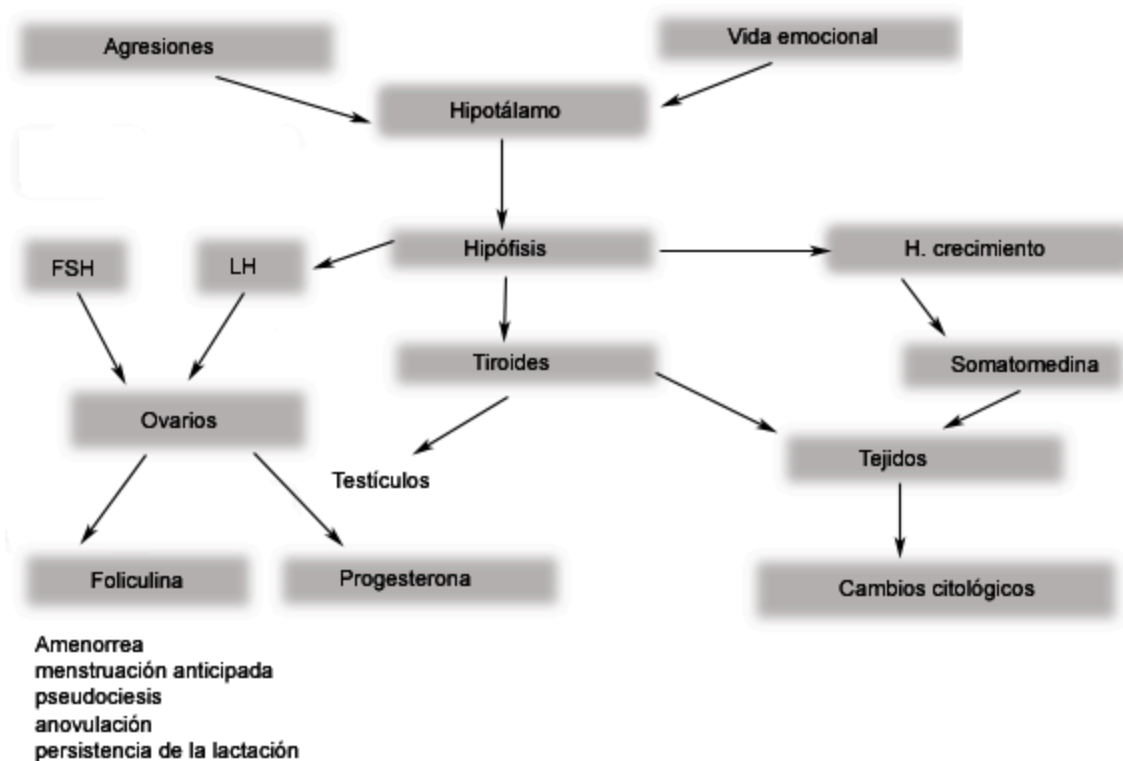 Agresiones
Vida emocional
Hipotálamo
FSH
LH
Hipófisis
H. crecimiento
Tiroides
Somatomedina
Ovarios
Testículos
Tejidos
Foliculina
Progesterona
Cambios citológicos
Amenorrea
menstruación anticipada
pseudociesis
anovulación
persistencia de la lactación